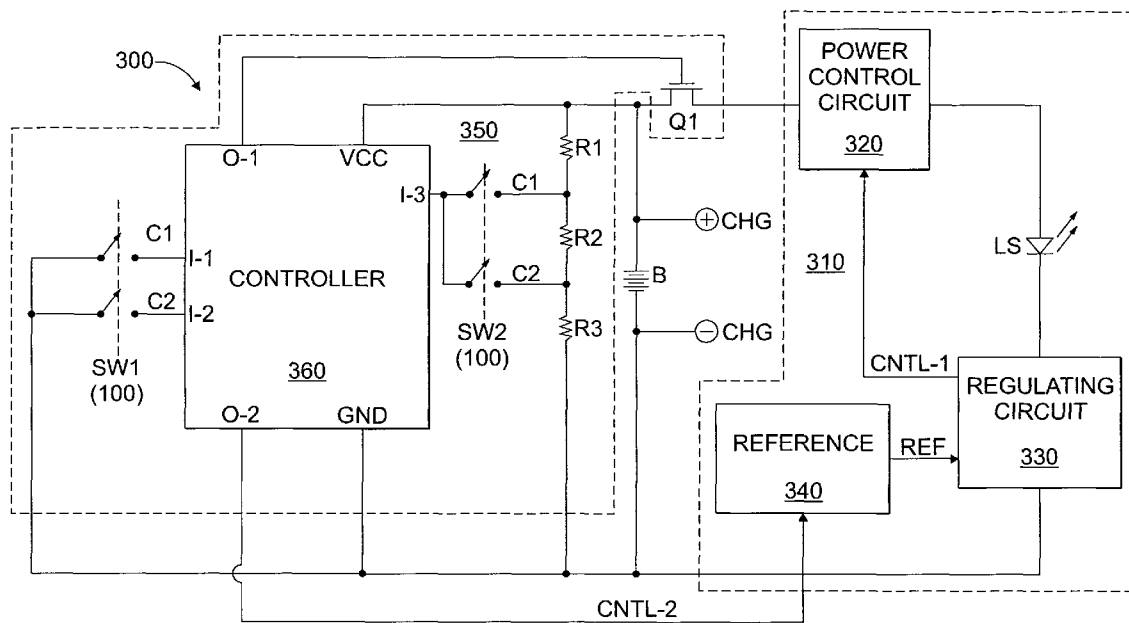 300
POWER
CONTROL
CIRCUIT
320
Q1
O-1
VCC
350
R1
I-3
C1
R2
C2
SW2
(100)
R3
C1
I-1
C2
I-2
SW1
(100)
CONTROLLER
360
O-2
GND
+ CHG
B
− CHG
310
LS
CNTL-1
REGULATING
CIRCUIT
330
REFERENCE
340
REF
CNTL-2